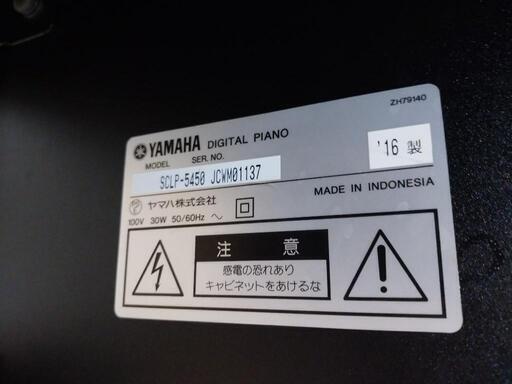 ZH79140
YAMAHA DIGITAL PIANO
MODEL SER. NO.
SCLP-5450 JCWM01137
'16 製
ヤマハ株式会社
100V 30W 50/60Hz ～
MADE IN INDONESIA
注 意
感電の恐れあり
キャビネットをあけるな